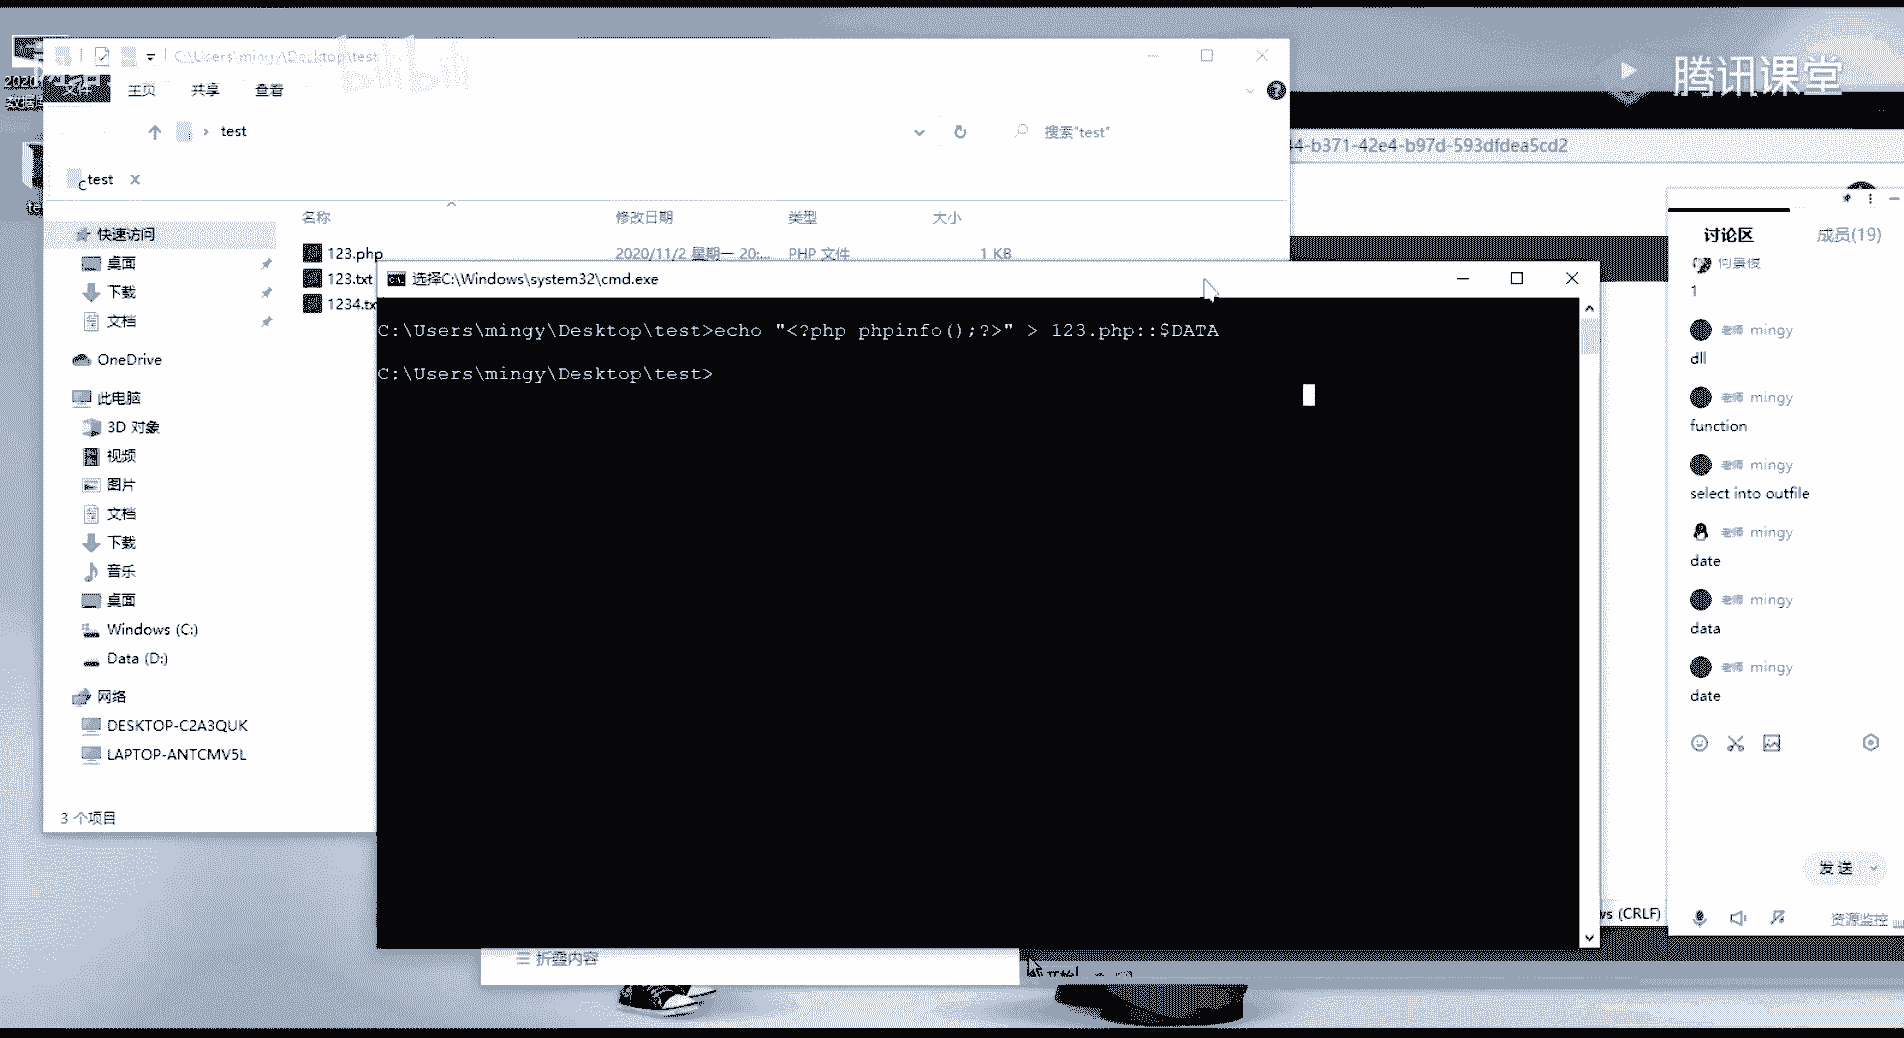 C:\Users\mingy\Desktop\test
bilibili
腾讯课堂
2020
文件
主页
共享
查看
test
搜索"test"
44-b371-42e4-b97d-593dfdea5cd2
test
名称
修改日期
类型
大小
快速访问
桌面
下载
文档
OneDrive
此电脑
3D 对象
视频
图片
文档
下载
音乐
桌面
Windows (C:)
Data (D:)
网络
DESKTOP-C2A3QUK
LAPTOP-ANTCMV5L
3 个项目
123.php
2020/11/2 星期一 20:...
PHP 文件
1 KB
123.txt
1234.tx
选择C:\Windows\system32\cmd.exe
C:\Users\mingy\Desktop\test>echo "<?php phpinfo();?>" > 123.php::$DATA
C:\Users\mingy\Desktop\test>
讨论区
成员(19)
1
老师 mingy
dll
老师 mingy
function
老师 mingy
select into outfile
老师 mingy
date
老师 mingy
data
老师 mingy
date
发送
资源监控
ws (CRLF)
折叠内容